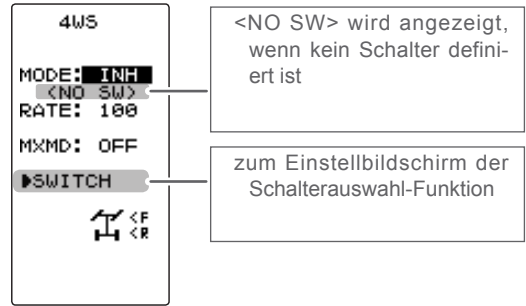 4WS
MODE: INH
<NO SW>
RATE: 100
MXMD: OFF
▶SWITCH
<F
<R
<NO SW> wird angezeigt,
wenn kein Schalter defini-
ert ist
zum Einstellbildschirm der
Schalterauswahl-Funktion